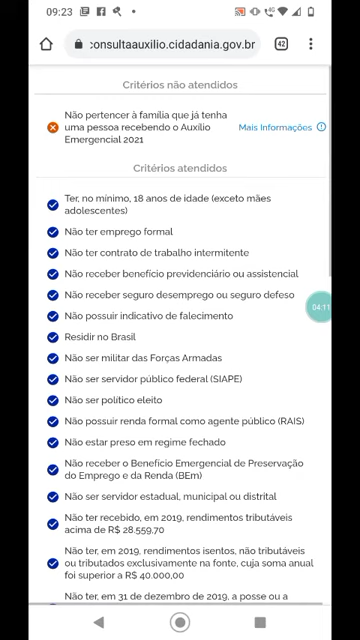 09:23
consultaauxilio.cidadania.gov.br
42
Critérios não atendidos
Não pertencer à família que já tenha
uma pessoa recebendo o Auxílio
Emergencial 2021
Mais Informações
Critérios atendidos
Ter, no mínimo, 18 anos de idade (exceto mães
adolescentes)
Não ter emprego formal
Não ter contrato de trabalho intermitente
Não receber benefício previdenciário ou assistencial
Não receber seguro desemprego ou seguro defeso
04:11
Não possuir indicativo de falecimento
Residir no Brasil
Não ser militar das Forças Armadas
Não ser servidor público federal (SIAPE)
Não ser político eleito
Não possuir renda formal como agente público (RAIS)
Não estar preso em regime fechado
Não receber o Benefício Emergencial de Preservação
do Emprego e da Renda (BEm)
Não ser servidor estadual, municipal ou distrital
Não ter recebido, em 2019, rendimentos tributáveis
acima de R$ 28.559,70
Não ter, em 2019, rendimentos isentos, não tributáveis
ou tributados exclusivamente na fonte, cuja soma anual
foi superior a R$ 40.000,00
Não ter, em 31 de dezembro de 2019, a posse ou a